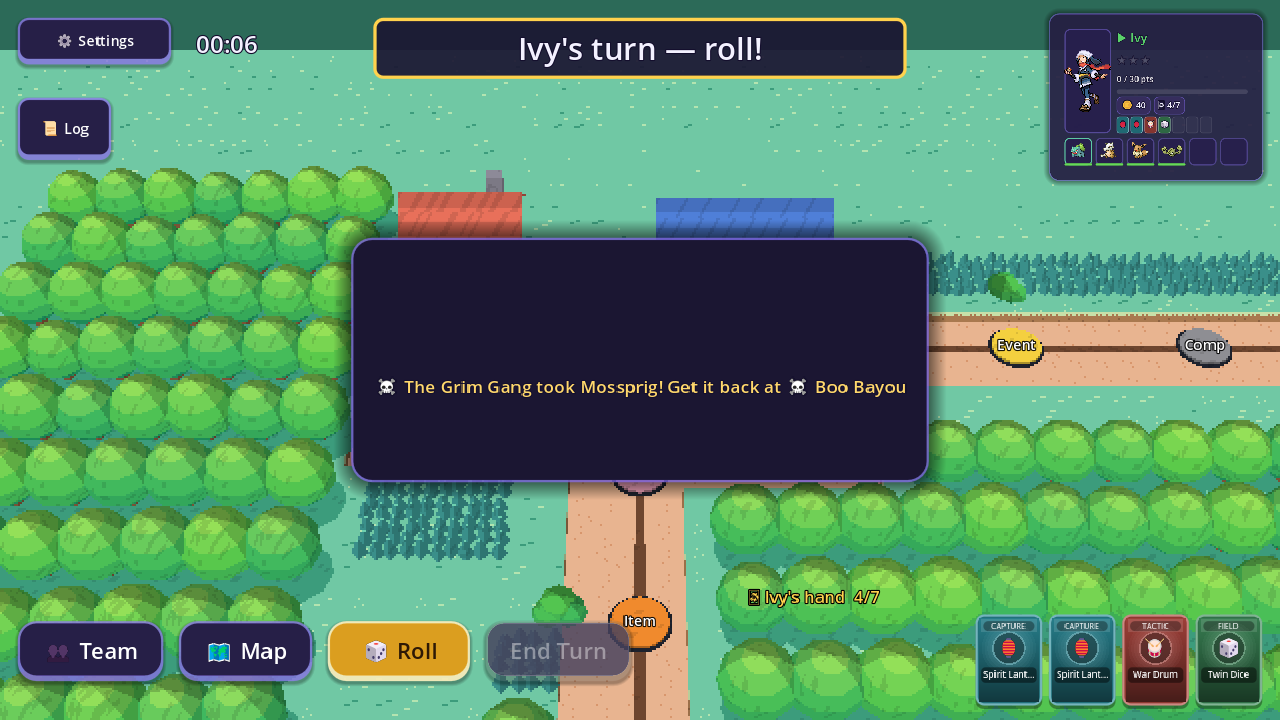 Settings
00:06
Ivy's turn — roll!
Ivy
0 / 30 pts
40
4/7
Log
Event
Comp
The Grim Gang took Mossprig! Get it back at Boo Bayou
Item
Ivy's hand 4/7
Team
Map
Roll
End Turn
CAPTURE
Spirit Lant...
CAPTURE
Spirit Lant...
TACTIC
War Drum
FIELD
Twin Dice